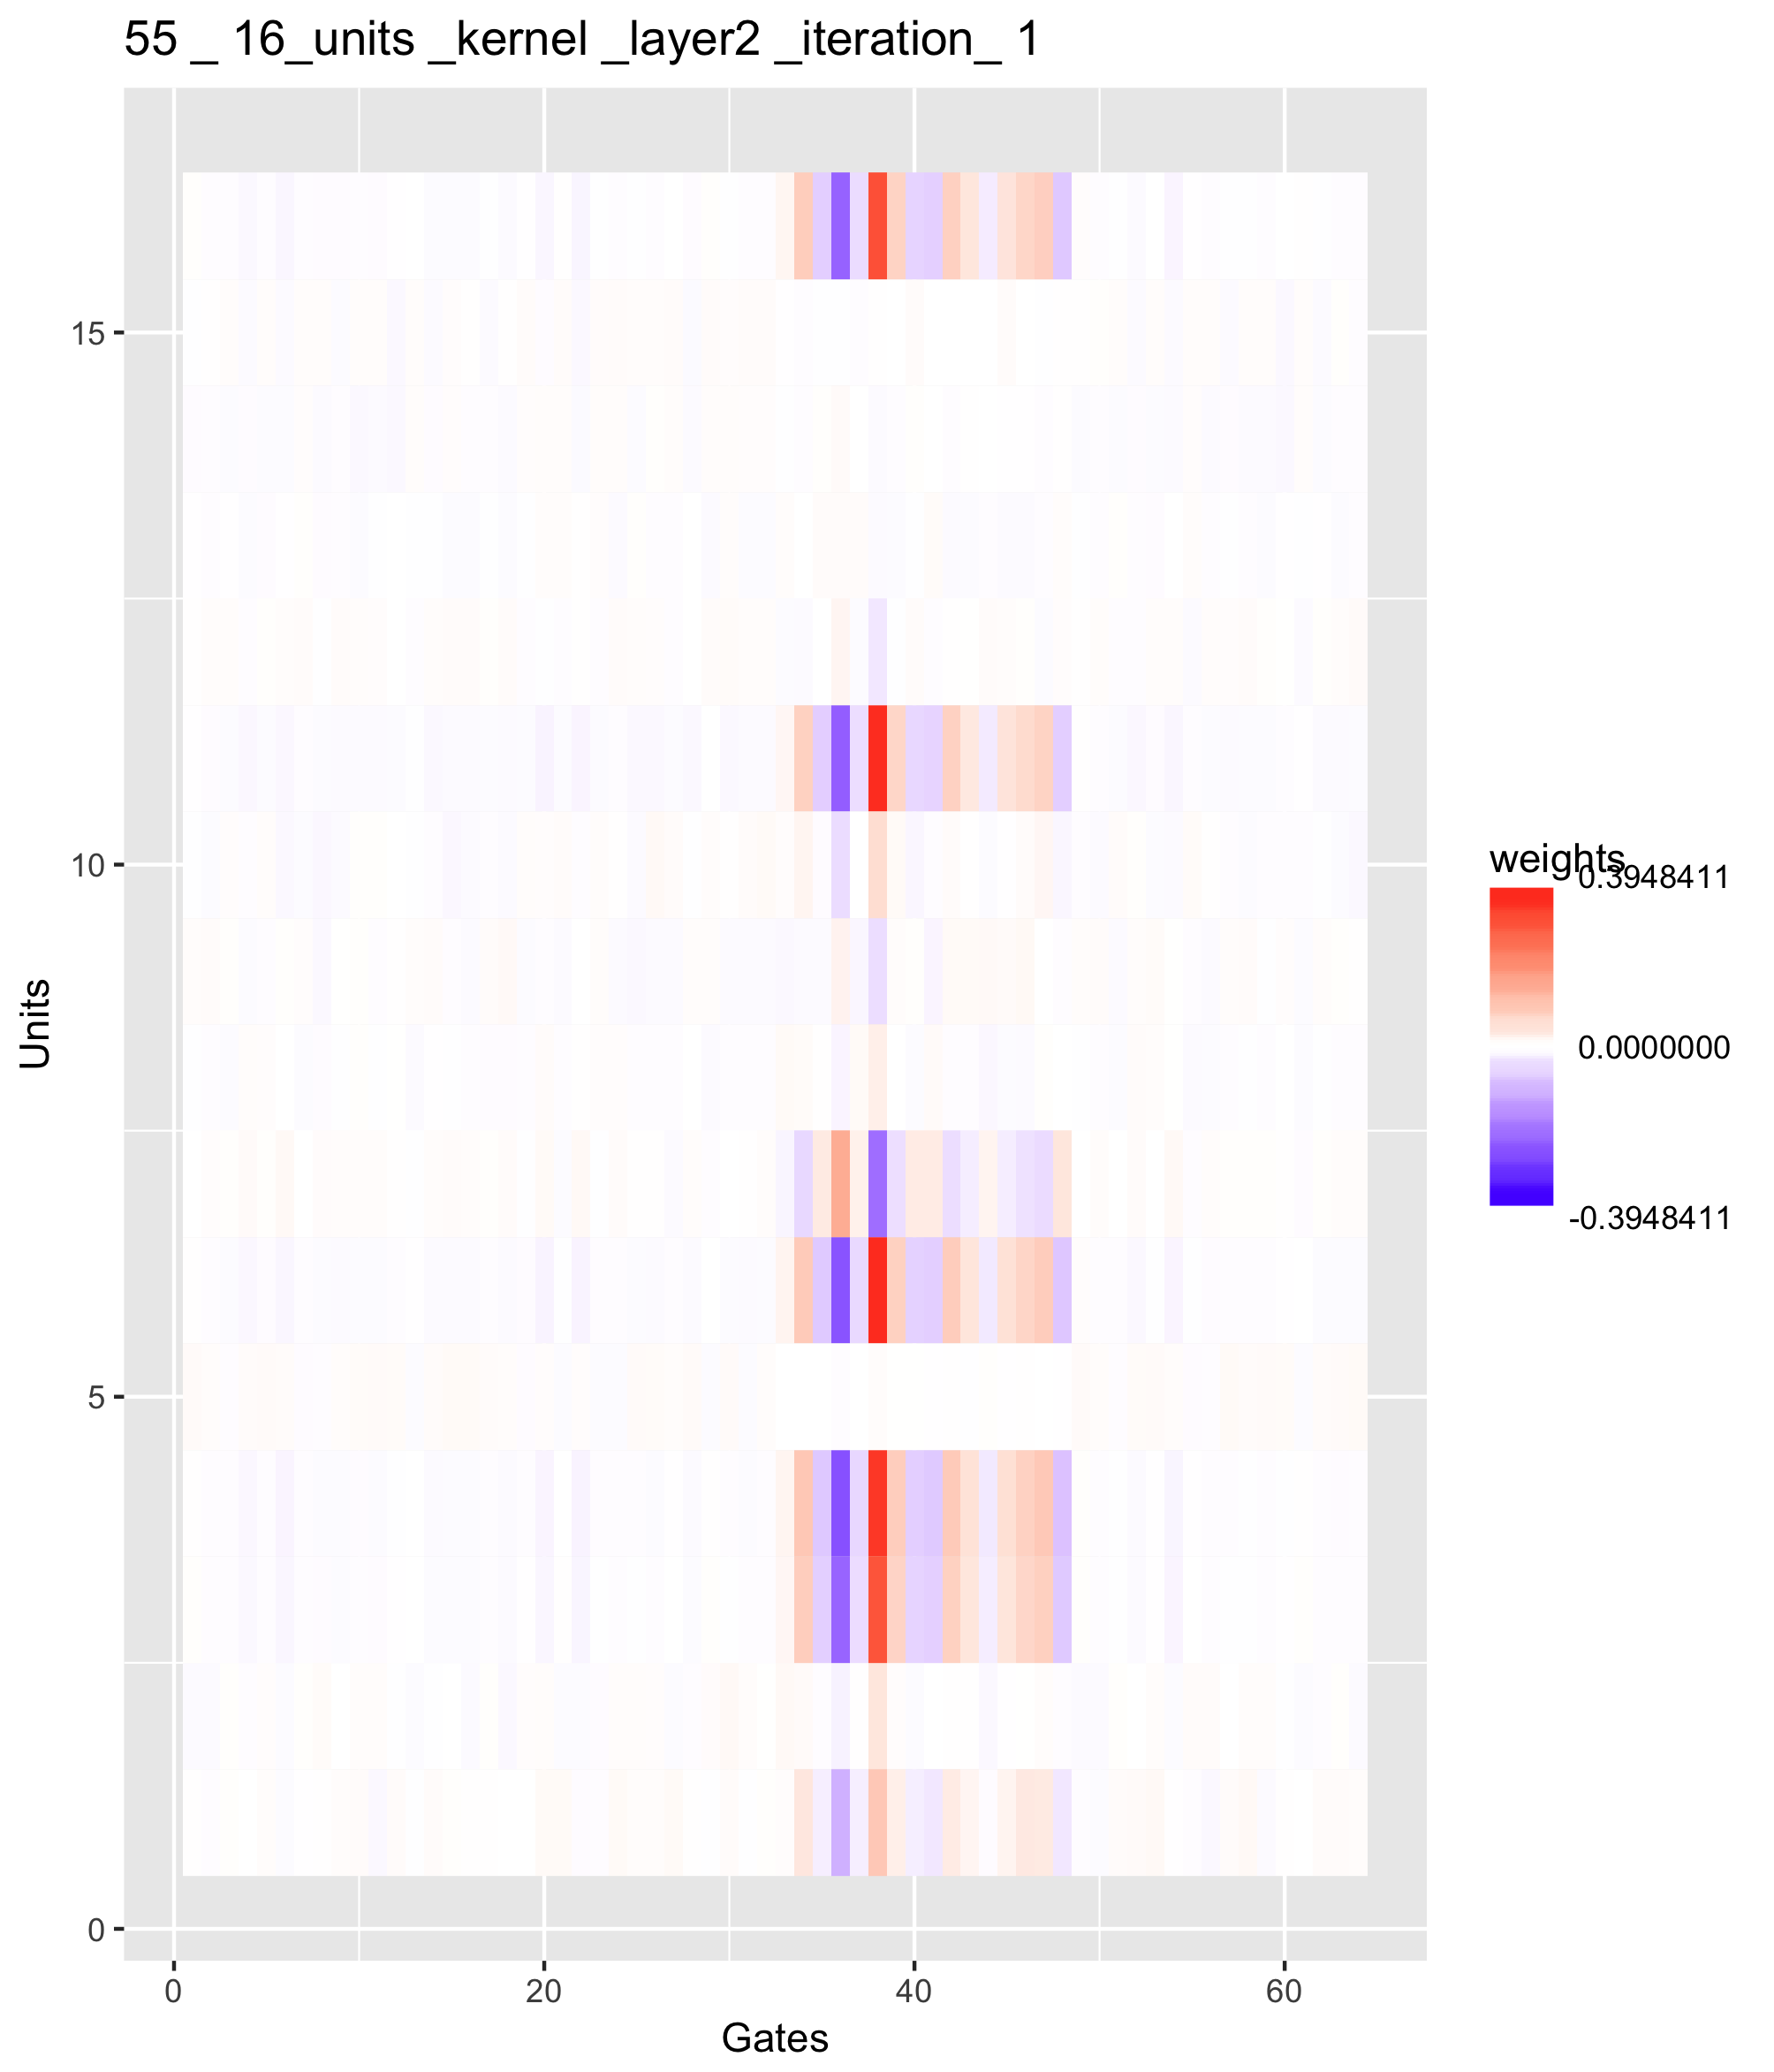 55 _ 16_units _kernel _layer2 _iteration_ 1
15
10
5
0
Units
0 20 40 60
Gates
weights
0.3948411
0.0000000
-0.3948411